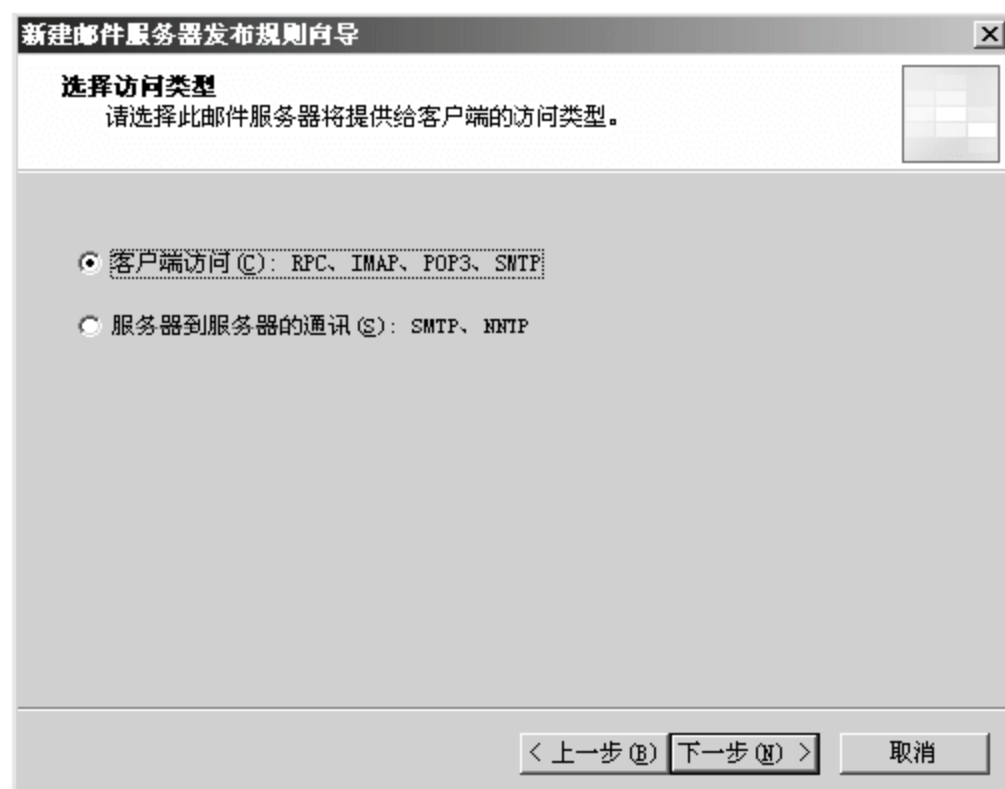 新建邮件服务器发布规则向导
选择访问类型
请选择此邮件服务器将提供给客户端的访问类型。
客户端访问(C): RPC、IMAP、POP3、SMTP
服务器到服务器的通讯(S): SMTP、NNTP
< 上一步(B) 下一步(N) > 取消